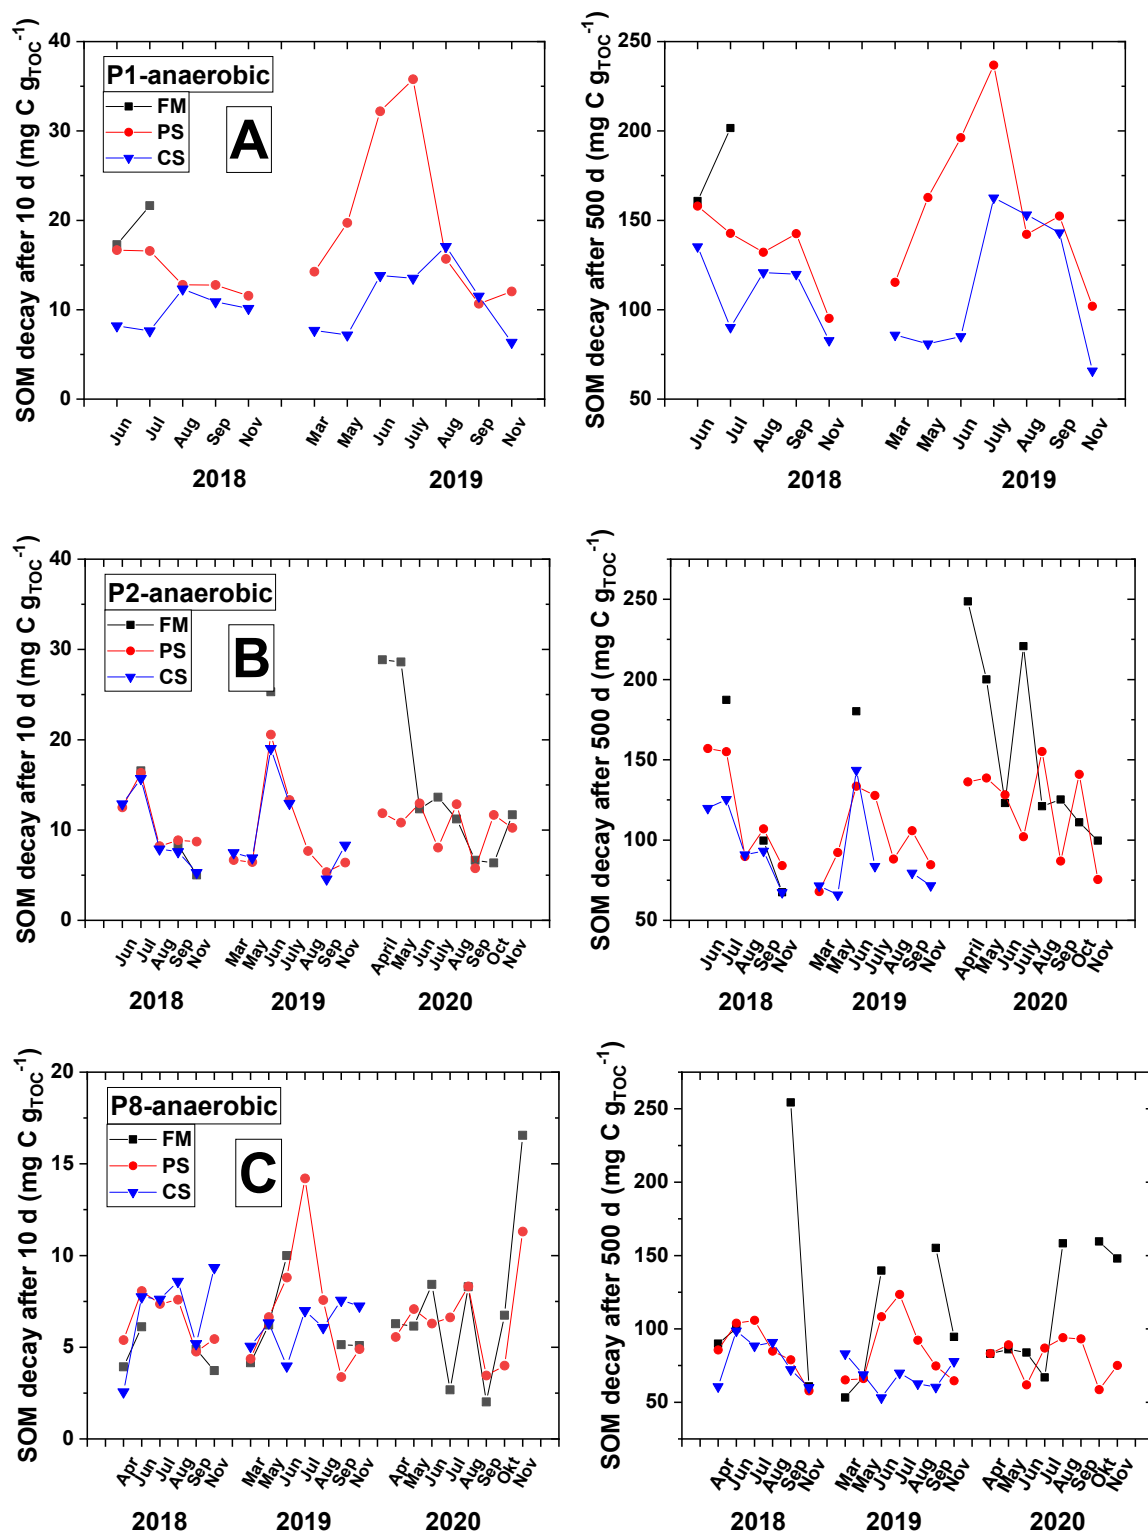 SOM decay after 10 d (mg C gTOC-1)
40
30
20
10
0
P1-anaerobic
FM
PS
CS
A
Jun Jul Aug Sep Nov Mar May Jun July Aug Sep Nov
2018 2019
SOM decay after 500 d (mg C gTOC-1)
250
200
150
100
50
Jun Jul Aug Sep Nov Mar May Jun July Aug Sep Nov
2018 2019
SOM decay after 10 d (mg C gTOC-1)
40
30
20
10
0
P2-anaerobic
FM
PS
CS
B
Jun Jul Aug Sep Nov Mar May Jun July Aug Sep Nov April May Jun July Aug Sep Oct Nov
2018 2019 2020
SOM decay after 500 d (mg C gTOC-1)
250
200
150
100
50
Jun Jul Aug Sep Nov Mar May Jun July Aug Sep Nov April May Jun July Aug Sep Oct Nov
2018 2019 2020
SOM decay after 10 d (mg C gTOC-1)
20
15
10
5
0
P8-anaerobic
FM
PS
CS
C
Apr Jun Jul Aug Sep Nov Mar May Jun Jul Aug Sep Nov Apr May Jun Jul Aug Sep Okt Nov
2018 2019 2020
SOM decay after 500 d (mg C gTOC-1)
250
200
150
100
50
Apr Jun Jul Aug Sep Nov Mar May Jun Jul Aug Sep Nov Apr May Jun Jul Aug Sep Okt Nov
2018 2019 2020